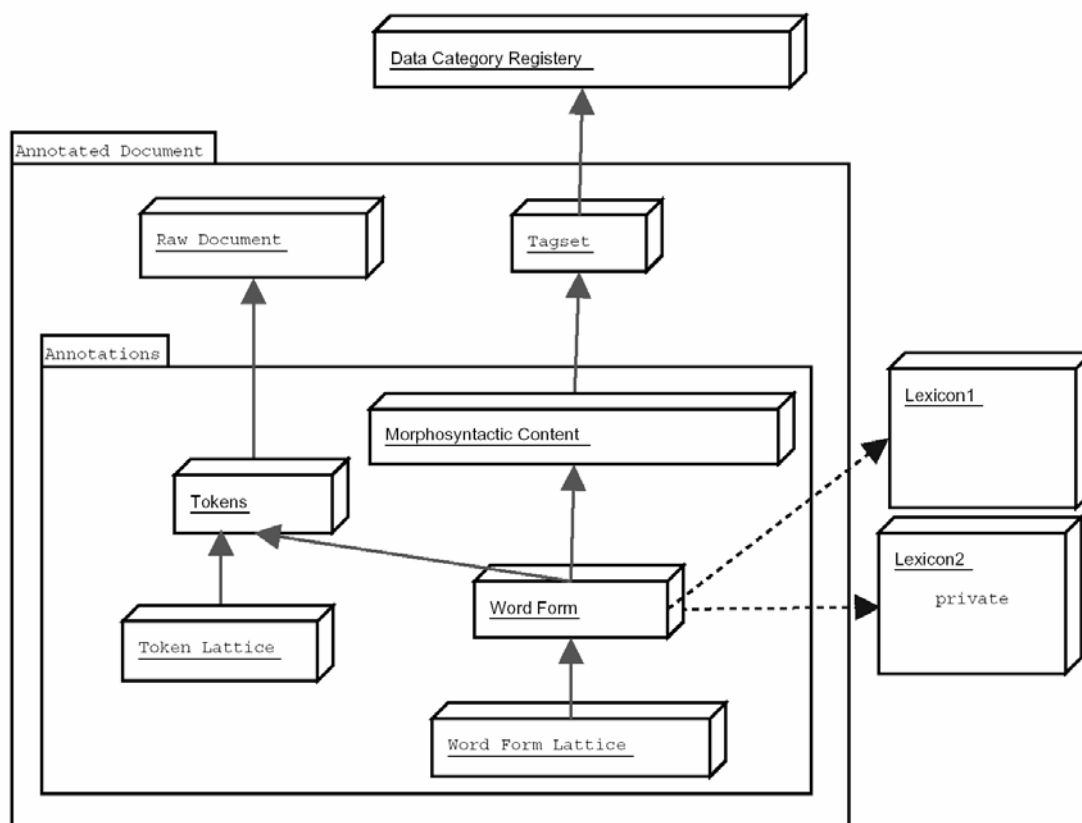 Data Category Registery
Annotated Document
Raw Document
Tagset
Annotations
Lexicon1
Morphosyntactic Content
Tokens
Lexicon2
private
Word Form
Token Lattice
Word Form Lattice